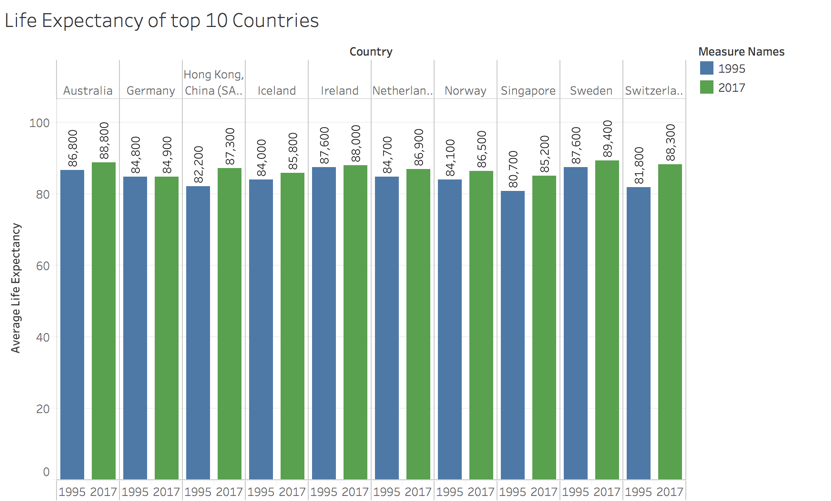 Life Expectancy of top 10 Countries
Country
Measure Names
1995
2017
Australia
Germany
Hong Kong,
China (SA..
Iceland
Ireland
Netherlan..
Norway
Singapore
Sweden
Switzerla..
Average Life Expectancy
100
80
60
40
20
0
86,800
88,800
84,800
84,900
82,200
87,300
84,000
85,800
87,600
88,000
84,700
86,900
84,100
86,500
80,700
85,200
87,600
89,400
81,800
88,300
1995 2017 1995 2017 1995 2017 1995 2017 1995 2017 1995 2017 1995 2017 1995 2017 1995 2017 1995 2017